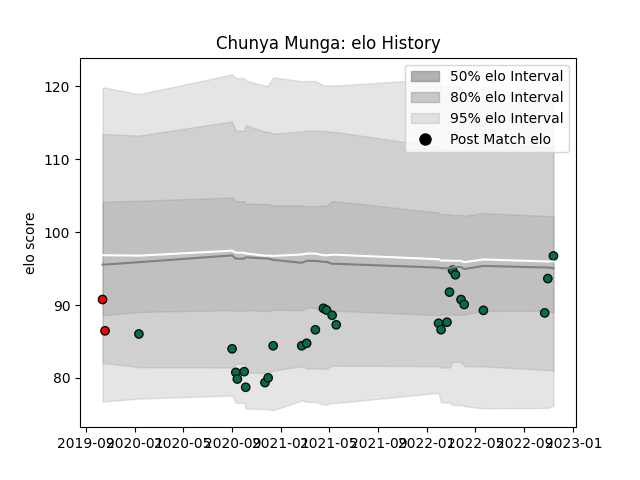 Chunya Munga: elo History
50% elo Interval
80% elo Interval
95% elo Interval
Post Match elo
elo score
120
110
100
90
80
2019-09 2020-01 2020-05 2020-09 2021-01 2021-05 2021-09 2022-01 2022-05 2022-09 2023-01